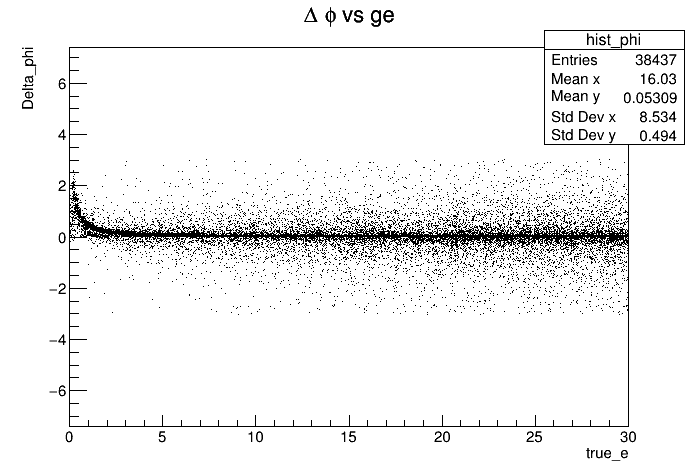 Δ ϕ vs ge
hist_phi
Entries 38437
Mean x 16.03
Mean y 0.05309
Std Dev x 8.534
Std Dev y 0.494
Delta_phi
6
4
2
0
−2
−4
−6
0 5 10 15 20 25 30
true_e